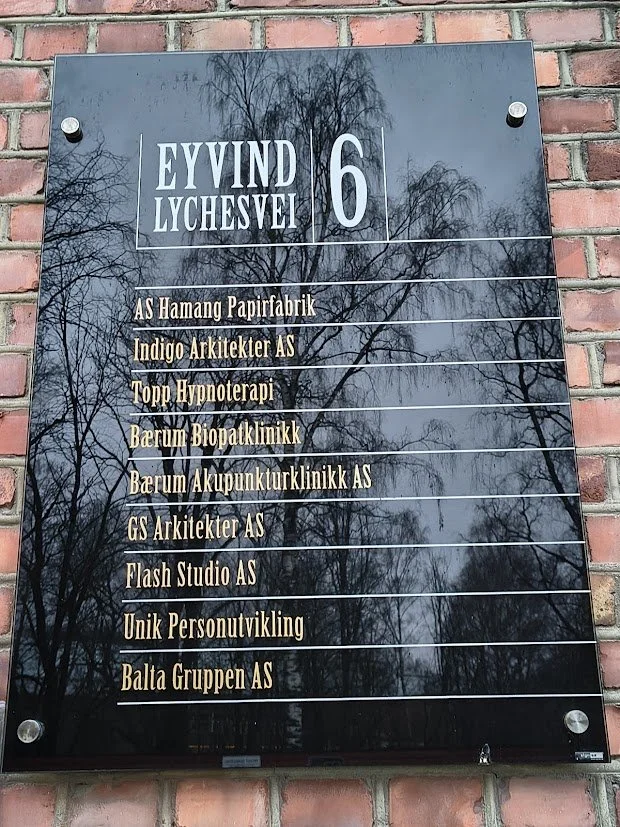 EYVIND
LYCHESVEI
6
AS Hamang Papirfabrik
Indigo Arkitekter AS
Topp Hypnoterapi
Bærum Biopatklinikk
Bærum Akupunkturklinikk AS
GS Arkitekter AS
Flash Studio AS
Unik Personutvikling
Balta Gruppen AS